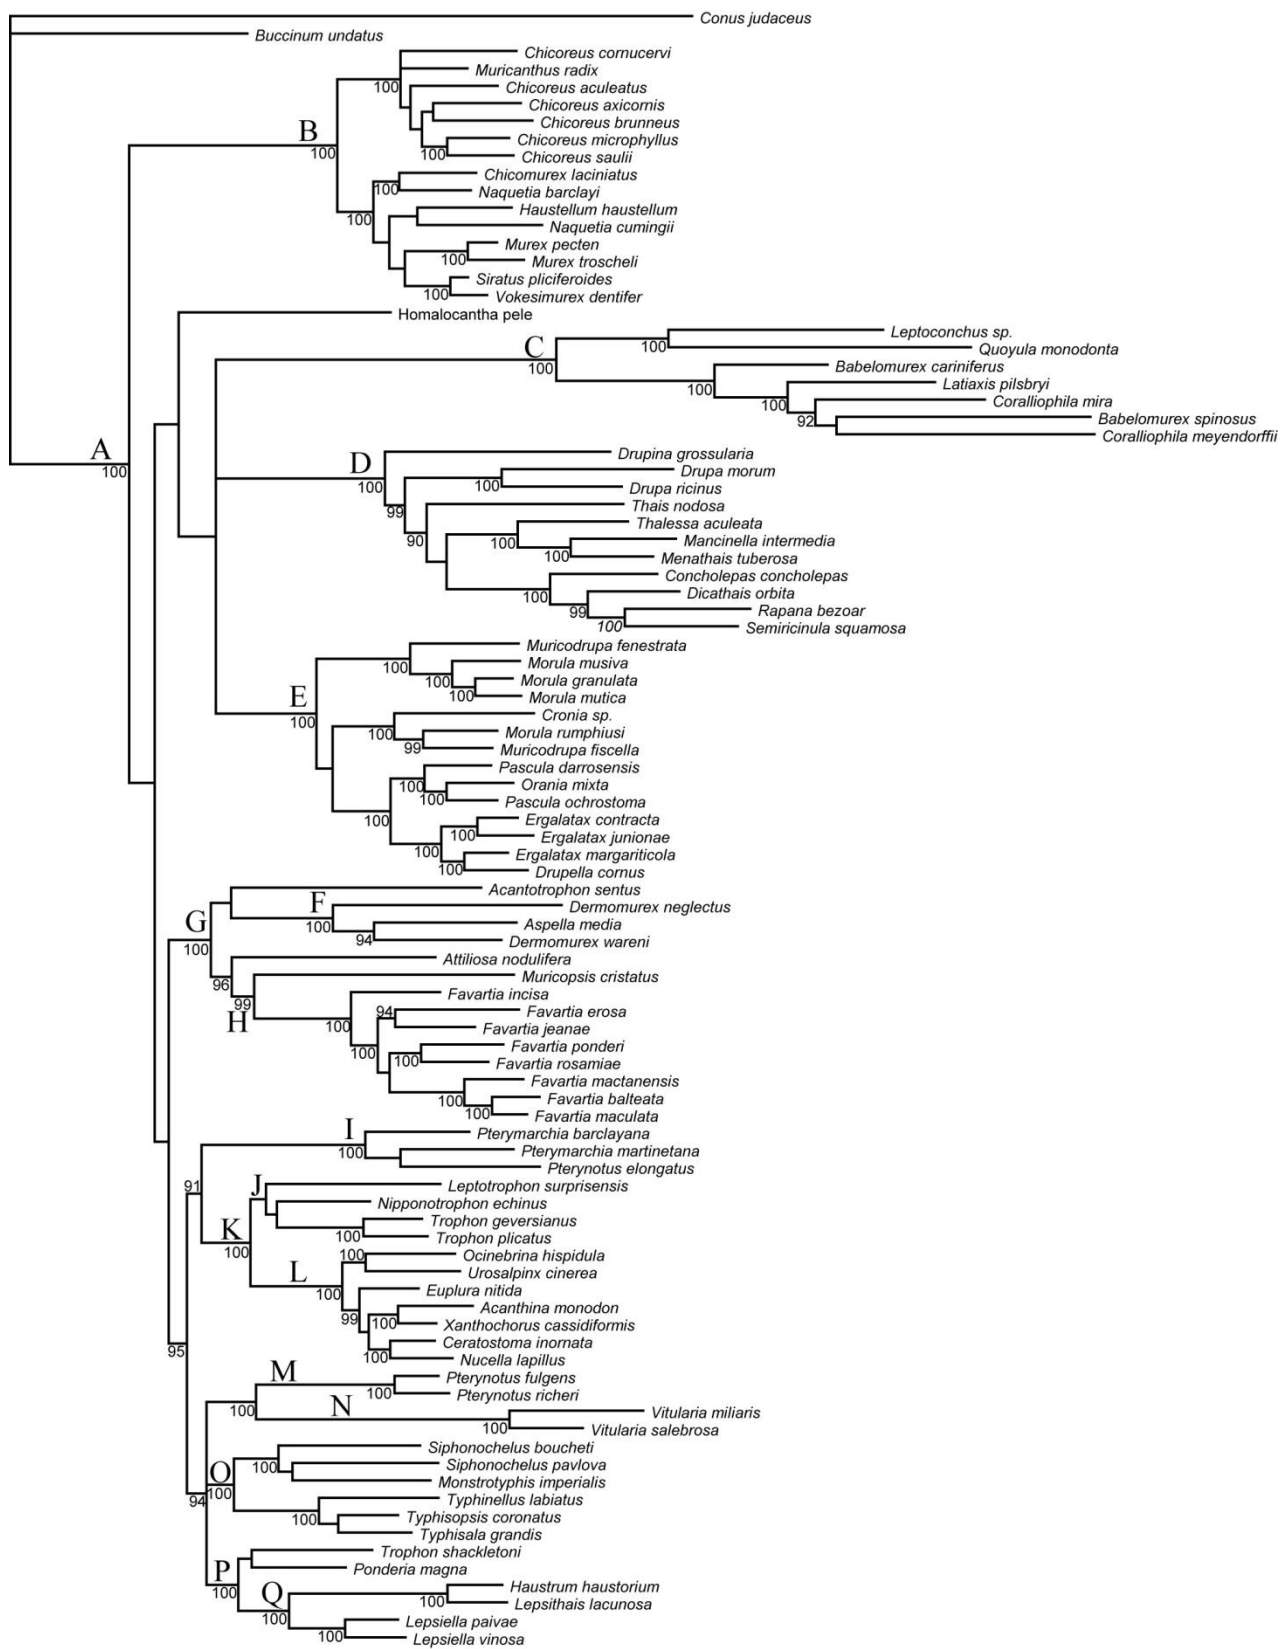 Conus judaceus
Buccinum undatus
Chicoreus cornucervi
Muricanthus radix
100
Chicoreus aculeatus
Chicoreus axicornis
Chicoreus brunneus
B
Chicoreus microphyllus
100
100
Chicoreus saulii
Chicomurex laciniatus
100
Naquetia barclayi
Haustellum haustellum
100
Naquetia cumingii
Murex pecten
100
Murex troscheli
Siratus pliciferoides
100
Vokesimurex dentifer
Homalocantha pele
Leptoconchus sp.
C
100
Quoyula monodonta
100
Babelomurex cariniferus
100
Latiaxis pilsbryi
100
Coralliophila mira
92
Babelomurex spinosus
Coralliophila meyendorffii
A
100
Drupina grossularia
D
Drupa morum
100
100
Drupa ricinus
99
Thais nodosa
Thalessa aculeata
90
100
Mancinella intermedia
100
Menathais tuberosa
Concholepas concholepas
100
Dicathais orbita
99
Rapana bezoar
100
Semiricinula squamosa
Muricodrupa fenestrata
100
Morula musiva
100
Morula granulata
E
100
Morula mutica
100
Cronia sp.
100
Morula rumphiusi
99
Muricodrupa fiscella
Pascula darrosensis
100
Orania mixta
100
Pascula ochrostoma
100
Ergalatax contracta
100
Ergalatax junionae
100
Ergalatax margariticola
100
Drupella cornus
Acantotrophon sentus
F
Dermomurex neglectus
G
100
Aspella media
100
94
Dermomurex wareni
Attiliosa nodulifera
96
Muricopsis cristatus
99
Favartia incisa
H
100
94
Favartia erosa
Favartia jeanae
100
Favartia ponderi
100
Favartia rosamiae
Favartia mactanensis
100
Favartia balteata
100
Favartia maculata
I
Pterymarchia barclayana
100
Pterymarchia martinetana
Pterynotus elongatus
91
J
Leptotrophon surprisensis
Nipponotrophon echinus
K
Trophon geversianus
100
100
Trophon plicatus
L
100
Ocinebrina hispidula
Urosalpinx cinerea
100
Euplura nitida
99
Acanthina monodon
100
Xanthochorus cassidiformis
Ceratostoma inornata
95
100
Nucella lapillus
M
Pterynotus fulgens
100
N
Pterynotus richeri
Vitularia miliaris
100
Vitularia salebrosa
Siphonochelus boucheti
100
Siphonochelus pavlova
O
Monstrotyphis imperialis
94
100
Typhinellus labiatus
100
Typhisopsis coronatus
Typhisala grandis
Trophon shackletoni
P
Ponderia magna
100
Q
Haustrum haustorium
100
Lepsithais lacunosa
100
Lepsiella paivae
100
Lepsiella vinosa